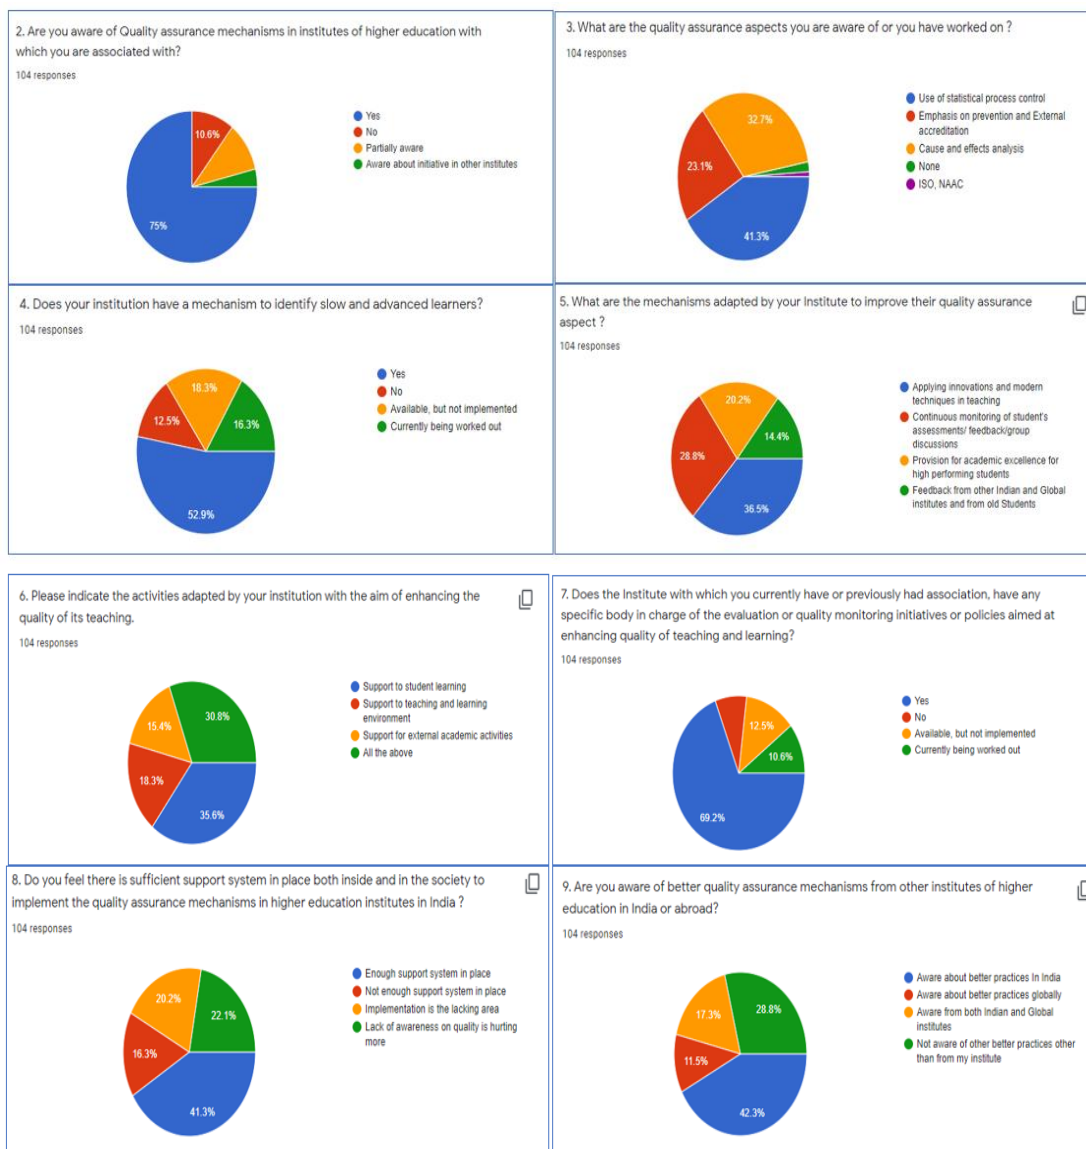 2. Are you aware of Quality assurance mechanisms in institutes of higher education with
which you are associated with?
104 responses
10.6%
75%
Yes
No
Partially aware
Aware about initiative in other institutes
3. What are the quality assurance aspects you are aware of or you have worked on ?
104 responses
32.7%
23.1%
41.3%
Use of statistical process control
Emphasis on prevention and External
accreditation
Cause and effects analysis
None
ISO, NAAC
4. Does your institution have a mechanism to identify slow and advanced learners?
104 responses
18.3%
12.5%
16.3%
52.9%
Yes
No
Available, but not implemented
Currently being worked out
5. What are the mechanisms adapted by your Institute to improve their quality assurance
aspect ?
104 responses
20.2%
14.4%
28.8%
36.5%
Applying innovations and modern
techniques in teaching
Continuous monitoring of student's
assessments/ feedback/group
discussions
Provision for academic excellence for
high performing students
Feedback from other Indian and Global
institutes and from old Students
6. Please indicate the activities adapted by your institution with the aim of enhancing the
quality of its teaching.
104 responses
30.8%
15.4%
18.3%
35.6%
Support to student learning
Support to teaching and learning
environment
Support for external academic activities
All the above
7. Does the Institute with which you currently have or previously had association, have any
specific body in charge of the evaluation or quality monitoring initiatives or policies aimed at
enhancing quality of teaching and learning?
104 responses
12.5%
10.6%
69.2%
Yes
No
Available, but not implemented
Currently being worked out
8. Do you feel there is sufficient support system in place both inside and in the society to
implement the quality assurance mechanisms in higher education institutes in India ?
104 responses
20.2%
22.1%
16.3%
41.3%
Enough support system in place
Not enough support system in place
Implementation is the lacking area
Lack of awareness on quality is hurting
more
9. Are you aware of better quality assurance mechanisms from other institutes of higher
education in India or abroad?
104 responses
17.3%
28.8%
11.5%
42.3%
Aware about better practices In India
Aware about better practices globally
Aware from both Indian and Global
institutes
Not aware of other better practices other
than from my institute